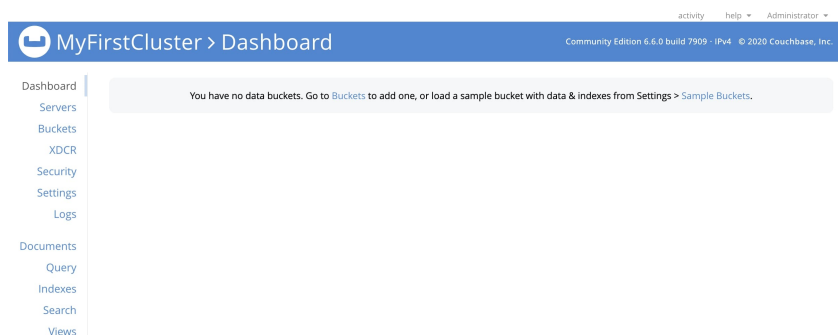 activity help Administrator
MyFirstCluster > Dashboard
Community Edition 6.6.0 build 7909 · IPv4 © 2020 Couchbase, Inc.
Dashboard
You have no data buckets. Go to Buckets to add one, or load a sample bucket with data & indexes from Settings > Sample Buckets.
Servers
Buckets
XDCR
Security
Settings
Logs
Documents
Query
Indexes
Search
Views